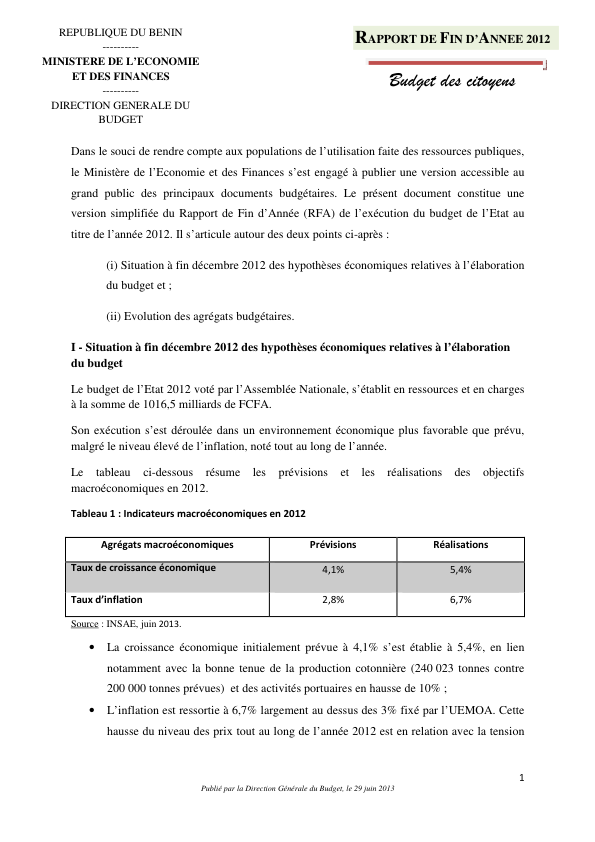 REPUBLIQUE DU BENIN
----------
MINISTERE DE L’ECONOMIE
ET DES FINANCES
----------
DIRECTION GENERALE DU
BUDGET
RAPPORT DE FIN D’ANNEE 2012
Budget des citoyens
Dans le souci de rendre compte aux populations de l’utilisation faite des ressources publiques,
le Ministère de l’Economie et des Finances s’est engagé à publier une version accessible au
grand public des principaux documents budgétaires. Le présent document constitue une
version simplifiée du Rapport de Fin d’Année (RFA) de l’exécution du budget de l’Etat au
titre de l’année 2012. Il s’articule autour des deux points ci-après :
(i) Situation à fin décembre 2012 des hypothèses économiques relatives à l’élaboration
du budget et ;
(ii) Evolution des agrégats budgétaires.
I - Situation à fin décembre 2012 des hypothèses économiques relatives à l’élaboration
du budget
Le budget de l’Etat 2012 voté par l’Assemblée Nationale, s’établit en ressources et en charges
à la somme de 1016,5 milliards de FCFA.
Son exécution s’est déroulée dans un environnement économique plus favorable que prévu,
malgré le niveau élevé de l’inflation, noté tout au long de l’année.
Le tableau ci-dessous résume les prévisions et les réalisations des objectifs
macroéconomiques en 2012.
Tableau 1 : Indicateurs macroéconomiques en 2012
Agrégats macroéconomiques Prévisions Réalisations
Taux de croissance économique 4,1% 5,4%
Taux d’inflation 2,8% 6,7%
Source : INSAE, juin 2013.
• La croissance économique initialement prévue à 4,1% s’est établie à 5,4%, en lien
notamment avec la bonne tenue de la production cotonnière (240 023 tonnes contre
200 000 tonnes prévues) et des activités portuaires en hausse de 10% ;
• L’inflation est ressortie à 6,7% largement au dessus des 3% fixé par l’UEMOA. Cette
hausse du niveau des prix tout au long de l’année 2012 est en relation avec la tension
1
Publié par la Direction Générale du Budget, le 29 juin 2013